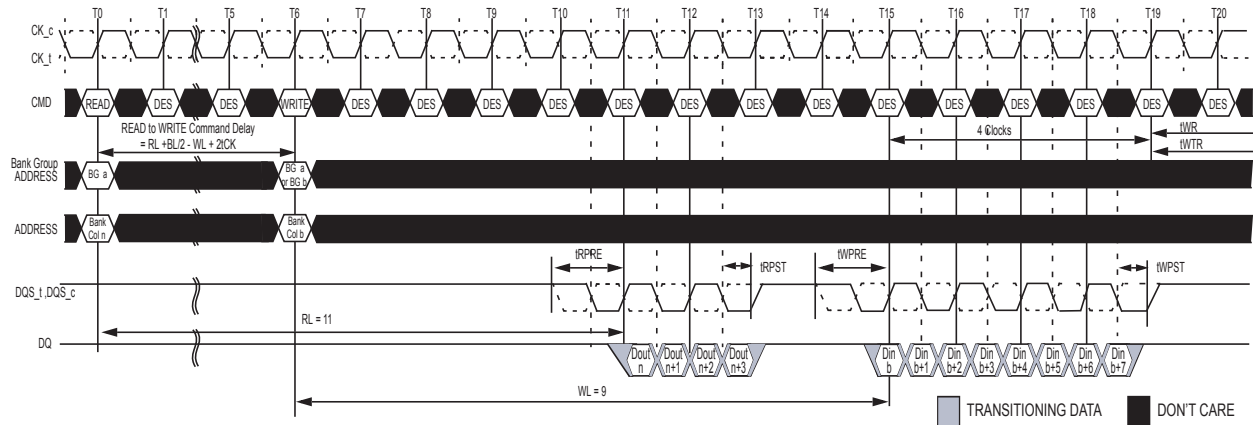 T0 T1 T5 T6 T7 T8 T9 T10 T11 T12 T13 T14 T15 T16 T17 T18 T19 T20
CK_c
CK_t
CMD
READ DES DES WRITE DES DES DES DES DES DES DES DES DES DES DES DES DES DES
READ to WRITE Command Delay
= RL +BL/2 - WL + 2tCK
4 Clocks
tWR
tWTR
Bank Group
ADDRESS
BG a
BG a
or BG b
ADDRESS
Bank
Col n
Bank
Col b
tRPRE
tRPST
tWPRE
tWPST
DQS_t ,DQS_c
RL = 11
DQ
Dout
n
Dout
n+1
Dout
n+2
Dout
n+3
Din
b
Din
b+1
Din
b+2
Din
b+3
Din
b+4
Din
b+5
Din
b+6
Din
b+7
WL = 9
TRANSITIONING DATA
DON'T CARE